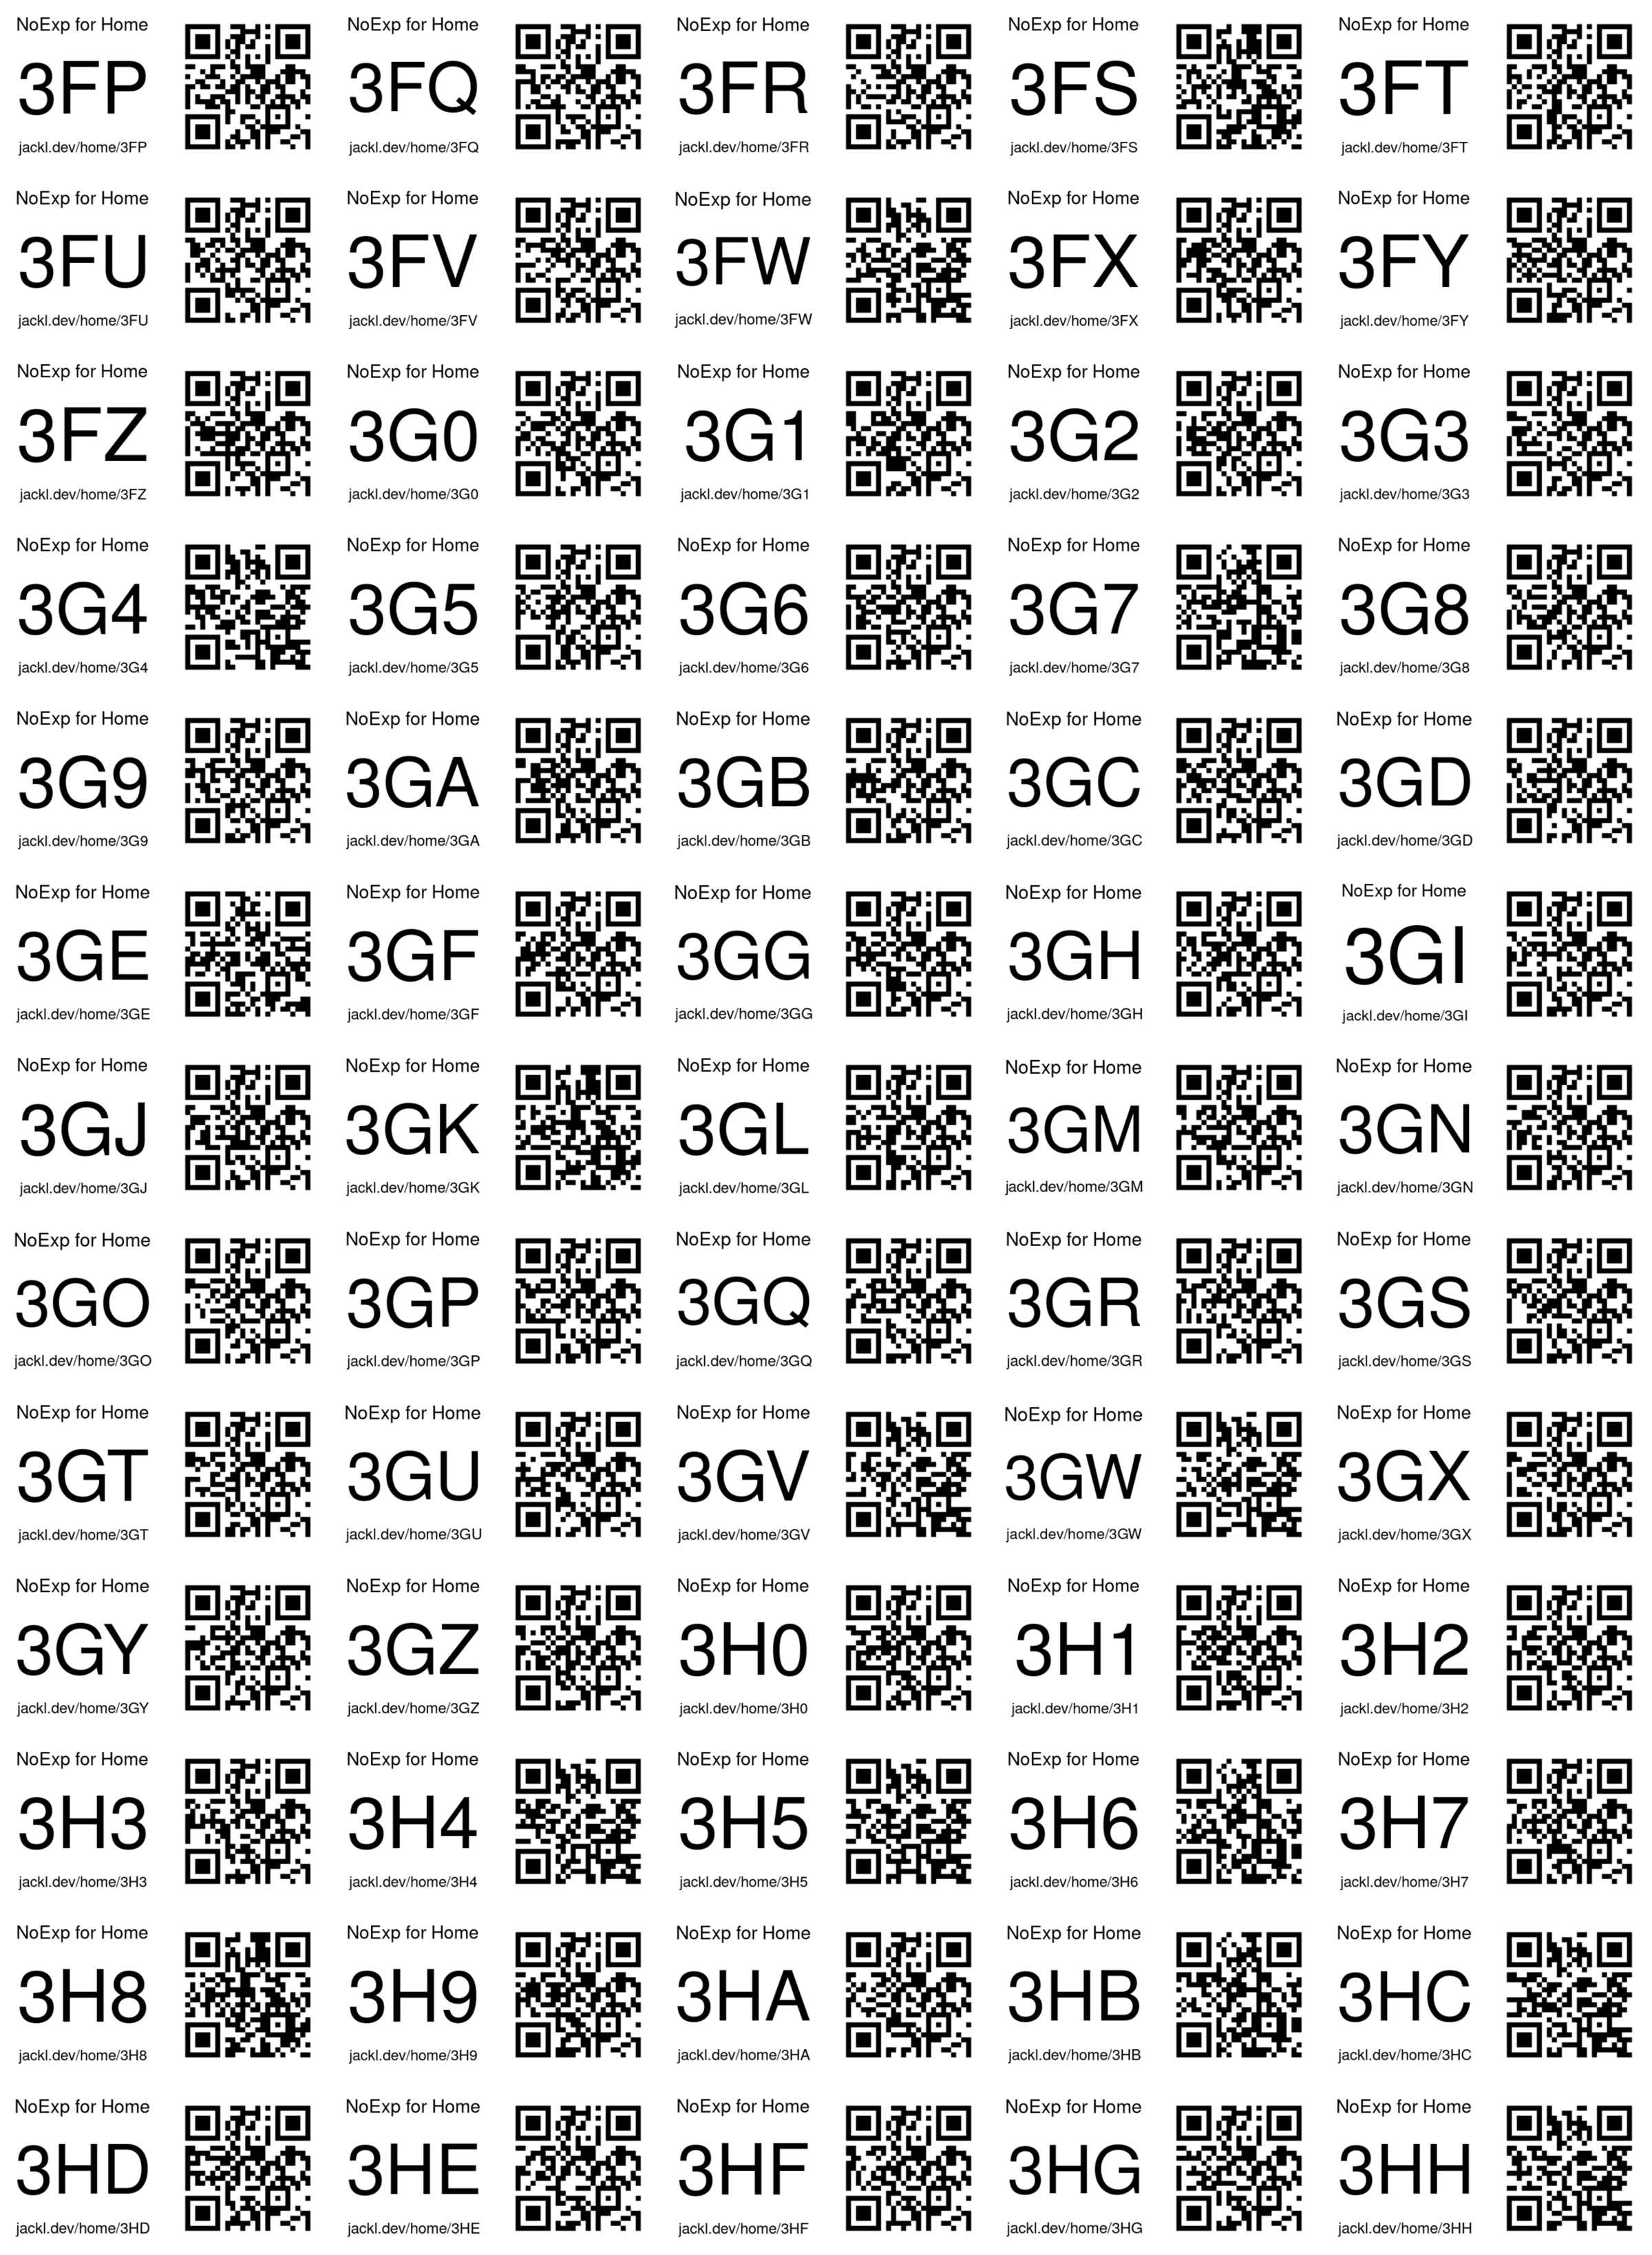 NoExp for Home
3FP
jackl.dev/home/3FP
NoExp for Home
3FQ
jackl.dev/home/3FQ
NoExp for Home
3FR
jackl.dev/home/3FR
NoExp for Home
3FS
jackl.dev/home/3FS
NoExp for Home
3FT
jackl.dev/home/3FT
NoExp for Home
3FU
jackl.dev/home/3FU
NoExp for Home
3FV
jackl.dev/home/3FV
NoExp for Home
3FW
jackl.dev/home/3FW
NoExp for Home
3FX
jackl.dev/home/3FX
NoExp for Home
3FY
jackl.dev/home/3FY
NoExp for Home
3FZ
jackl.dev/home/3FZ
NoExp for Home
3G0
jackl.dev/home/3G0
NoExp for Home
3G1
jackl.dev/home/3G1
NoExp for Home
3G2
jackl.dev/home/3G2
NoExp for Home
3G3
jackl.dev/home/3G3
NoExp for Home
3G4
jackl.dev/home/3G4
NoExp for Home
3G5
jackl.dev/home/3G5
NoExp for Home
3G6
jackl.dev/home/3G6
NoExp for Home
3G7
jackl.dev/home/3G7
NoExp for Home
3G8
jackl.dev/home/3G8
NoExp for Home
3G9
jackl.dev/home/3G9
NoExp for Home
3GA
jackl.dev/home/3GA
NoExp for Home
3GB
jackl.dev/home/3GB
NoExp for Home
3GC
jackl.dev/home/3GC
NoExp for Home
3GD
jackl.dev/home/3GD
NoExp for Home
3GE
jackl.dev/home/3GE
NoExp for Home
3GF
jackl.dev/home/3GF
NoExp for Home
3GG
jackl.dev/home/3GG
NoExp for Home
3GH
jackl.dev/home/3GH
NoExp for Home
3GI
jackl.dev/home/3GI
NoExp for Home
3GJ
jackl.dev/home/3GJ
NoExp for Home
3GK
jackl.dev/home/3GK
NoExp for Home
3GL
jackl.dev/home/3GL
NoExp for Home
3GM
jackl.dev/home/3GM
NoExp for Home
3GN
jackl.dev/home/3GN
NoExp for Home
3GO
jackl.dev/home/3GO
NoExp for Home
3GP
jackl.dev/home/3GP
NoExp for Home
3GQ
jackl.dev/home/3GQ
NoExp for Home
3GR
jackl.dev/home/3GR
NoExp for Home
3GS
jackl.dev/home/3GS
NoExp for Home
3GT
jackl.dev/home/3GT
NoExp for Home
3GU
jackl.dev/home/3GU
NoExp for Home
3GV
jackl.dev/home/3GV
NoExp for Home
3GW
jackl.dev/home/3GW
NoExp for Home
3GX
jackl.dev/home/3GX
NoExp for Home
3GY
jackl.dev/home/3GY
NoExp for Home
3GZ
jackl.dev/home/3GZ
NoExp for Home
3H0
jackl.dev/home/3H0
NoExp for Home
3H1
jackl.dev/home/3H1
NoExp for Home
3H2
jackl.dev/home/3H2
NoExp for Home
3H3
jackl.dev/home/3H3
NoExp for Home
3H4
jackl.dev/home/3H4
NoExp for Home
3H5
jackl.dev/home/3H5
NoExp for Home
3H6
jackl.dev/home/3H6
NoExp for Home
3H7
jackl.dev/home/3H7
NoExp for Home
3H8
jackl.dev/home/3H8
NoExp for Home
3H9
jackl.dev/home/3H9
NoExp for Home
3HA
jackl.dev/home/3HA
NoExp for Home
3HB
jackl.dev/home/3HB
NoExp for Home
3HC
jackl.dev/home/3HC
NoExp for Home
3HD
jackl.dev/home/3HD
NoExp for Home
3HE
jackl.dev/home/3HE
NoExp for Home
3HF
jackl.dev/home/3HF
NoExp for Home
3HG
jackl.dev/home/3HG
NoExp for Home
3HH
jackl.dev/home/3HH